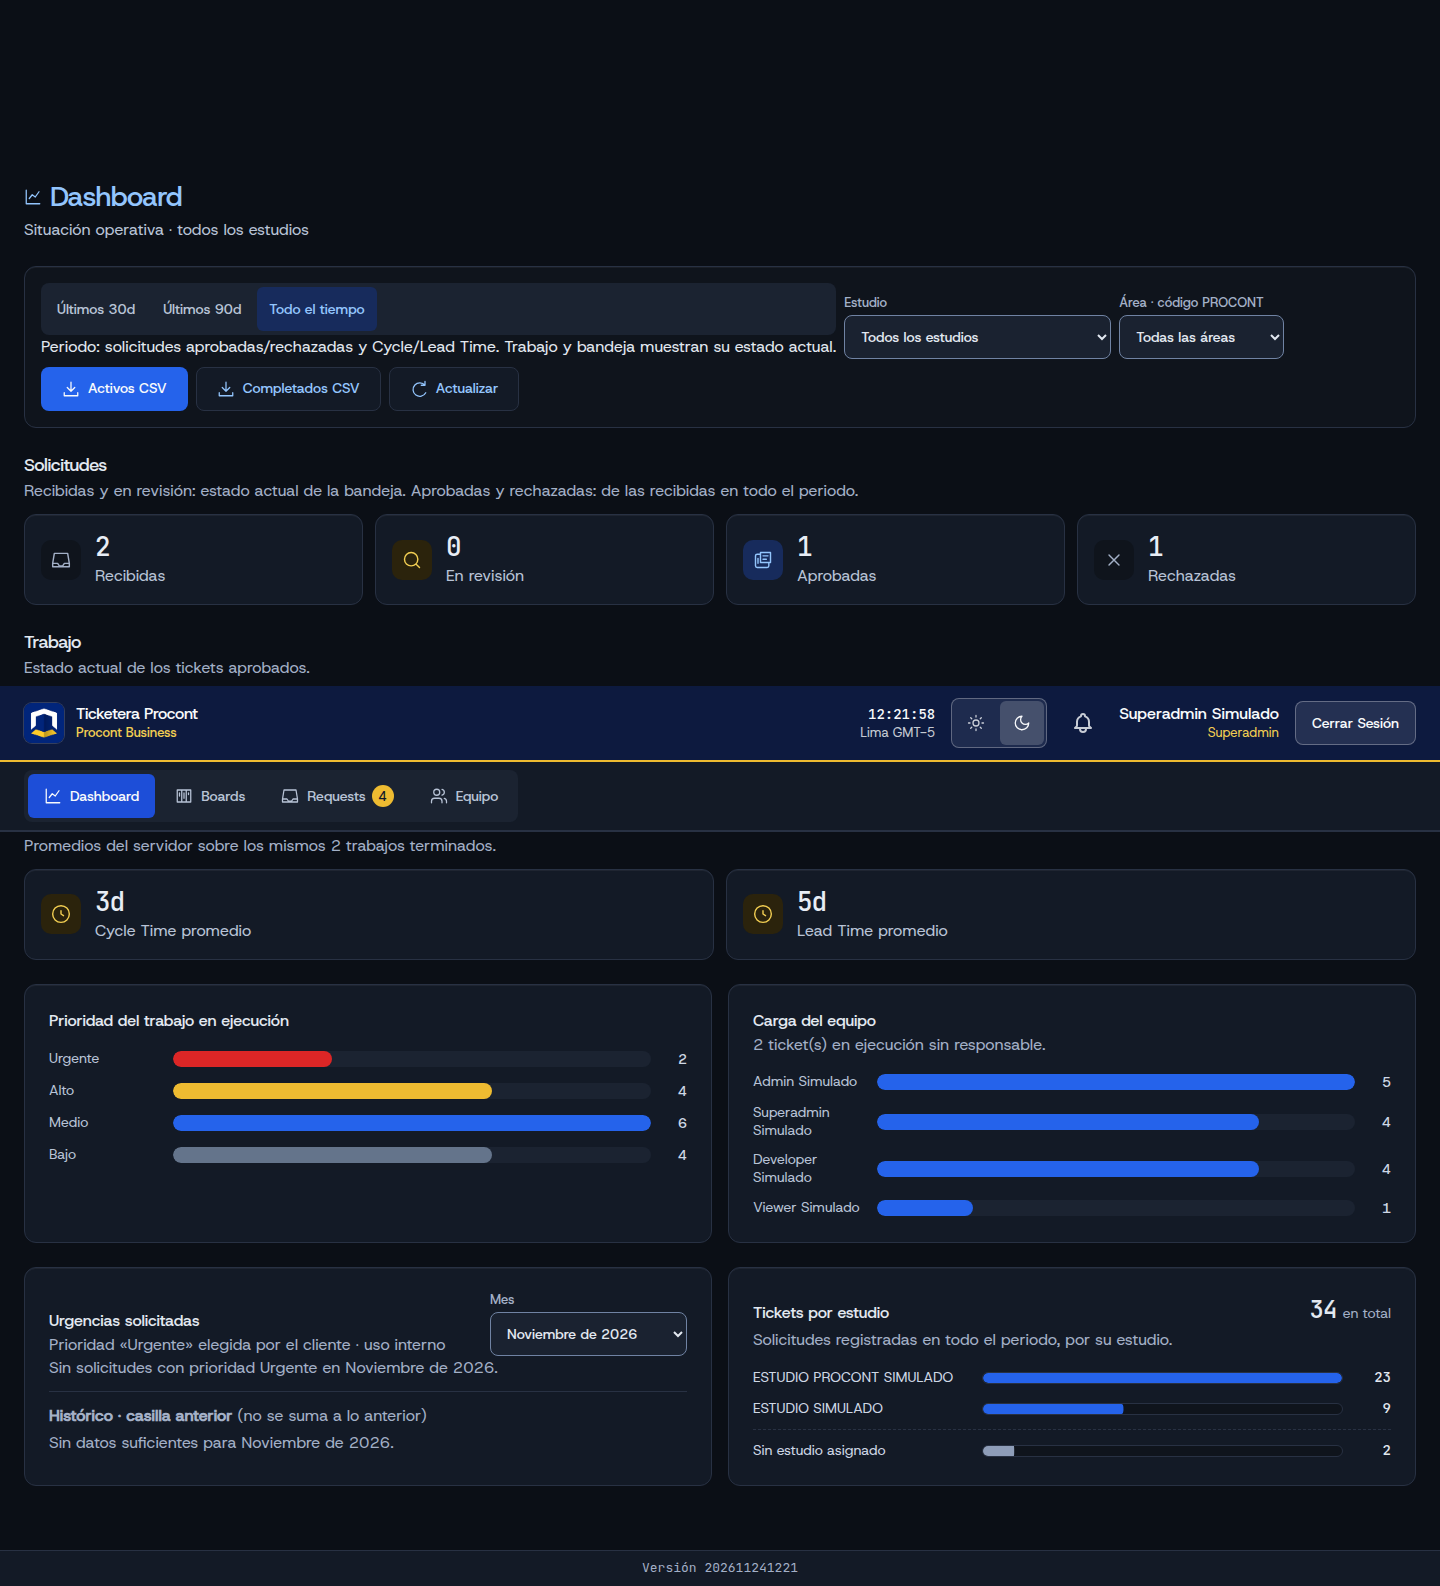 Dashboard
Situación operativa · todos los estudios
Últimos 30d
Últimos 90d
Todo el tiempo
Periodo: solicitudes aprobadas/rechazadas y Cycle/Lead Time. Trabajo y bandeja muestran su estado actual.
Estudio
Todos los estudios
Área · código PROCONT
Todas las áreas
Activos CSV
Completados CSV
Actualizar
Solicitudes
Recibidas y en revisión: estado actual de la bandeja. Aprobadas y rechazadas: de las recibidas en todo el periodo.
2
Recibidas
0
En revisión
1
Aprobadas
1
Rechazadas
Trabajo
Estado actual de los tickets aprobados.
Ticketera Procont
Procont Business
12:21:58
Lima GMT-5
Superadmin Simulado
Superadmin
Cerrar Sesión
Dashboard
Boards
Requests 4
Equipo
Promedios del servidor sobre los mismos 2 trabajos terminados.
3d
Cycle Time promedio
5d
Lead Time promedio
Prioridad del trabajo en ejecución
Urgente 2
Alto 4
Medio 6
Bajo 4
Carga del equipo
2 ticket(s) en ejecución sin responsable.
Admin Simulado 5
Superadmin
Simulado 4
Developer
Simulado 4
Viewer Simulado 1
Urgencias solicitadas
Prioridad «Urgente» elegida por el cliente · uso interno
Mes
Noviembre de 2026
Sin solicitudes con prioridad Urgente en Noviembre de 2026.
Histórico · casilla anterior (no se suma a lo anterior)
Sin datos suficientes para Noviembre de 2026.
Tickets por estudio
34 en total
Solicitudes registradas en todo el periodo, por su estudio.
ESTUDIO PROCONT SIMULADO 23
ESTUDIO SIMULADO 9
Sin estudio asignado 2
Versión 202611241221